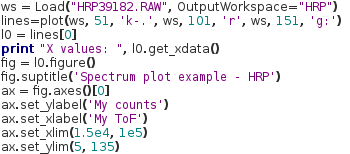 ws = Load("HRP39182.RAW", OutputWorkspace="HRP")
lines=plot(ws, 51, 'k-.', ws, 101, 'r', ws, 151, 'g:')
l0 = lines[0]
print "X values: ", l0.get_xdata()
fig = l0.figure()
fig.suptitle('Spectrum plot example - HRP')
ax = fig.axes()[0]
ax.set_ylabel('My counts')
ax.set_xlabel('My ToF')
ax.set_xlim(1.5e4, 1e5)
ax.set_ylim(5, 135)